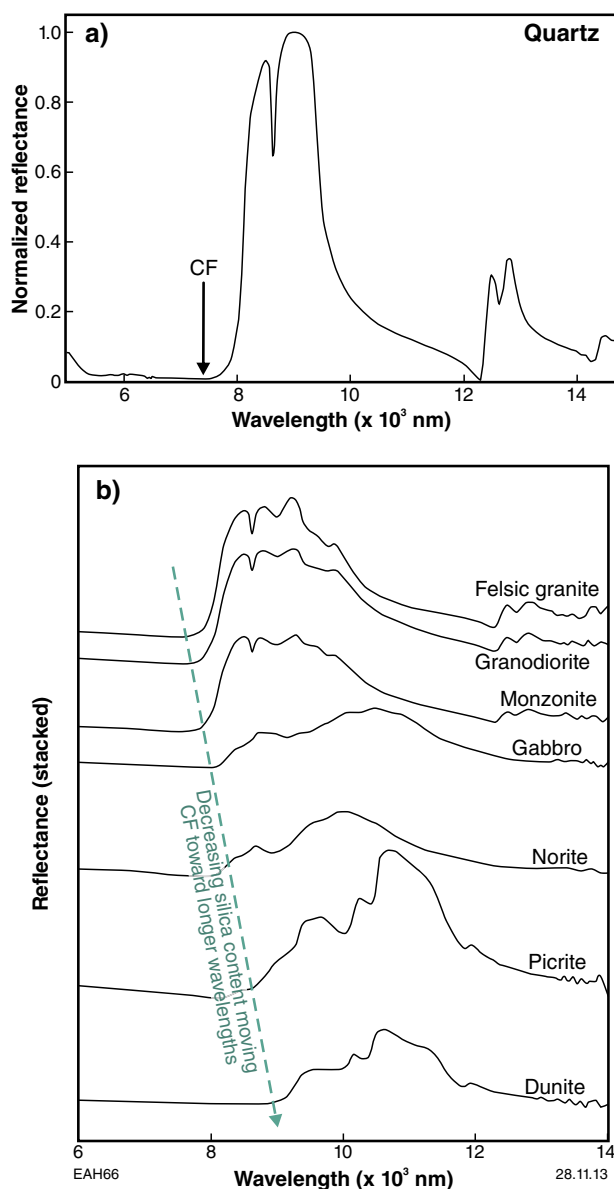 a)
Quartz
1.0
0.8
0.6
0.4
0.2
0
Normalized reflectance
CF
6
8
10
12
14
Wavelength (x 10³ nm)
b)
Felsic granite
Granodiorite
Monzonite
Gabbro
Norite
Picrite
Dunite
Decreasing silica content moving
CF toward longer wavelengths
Reflectance (stacked)
6
8
10
12
14
Wavelength (x 10³ nm)
EAH66
28.11.13